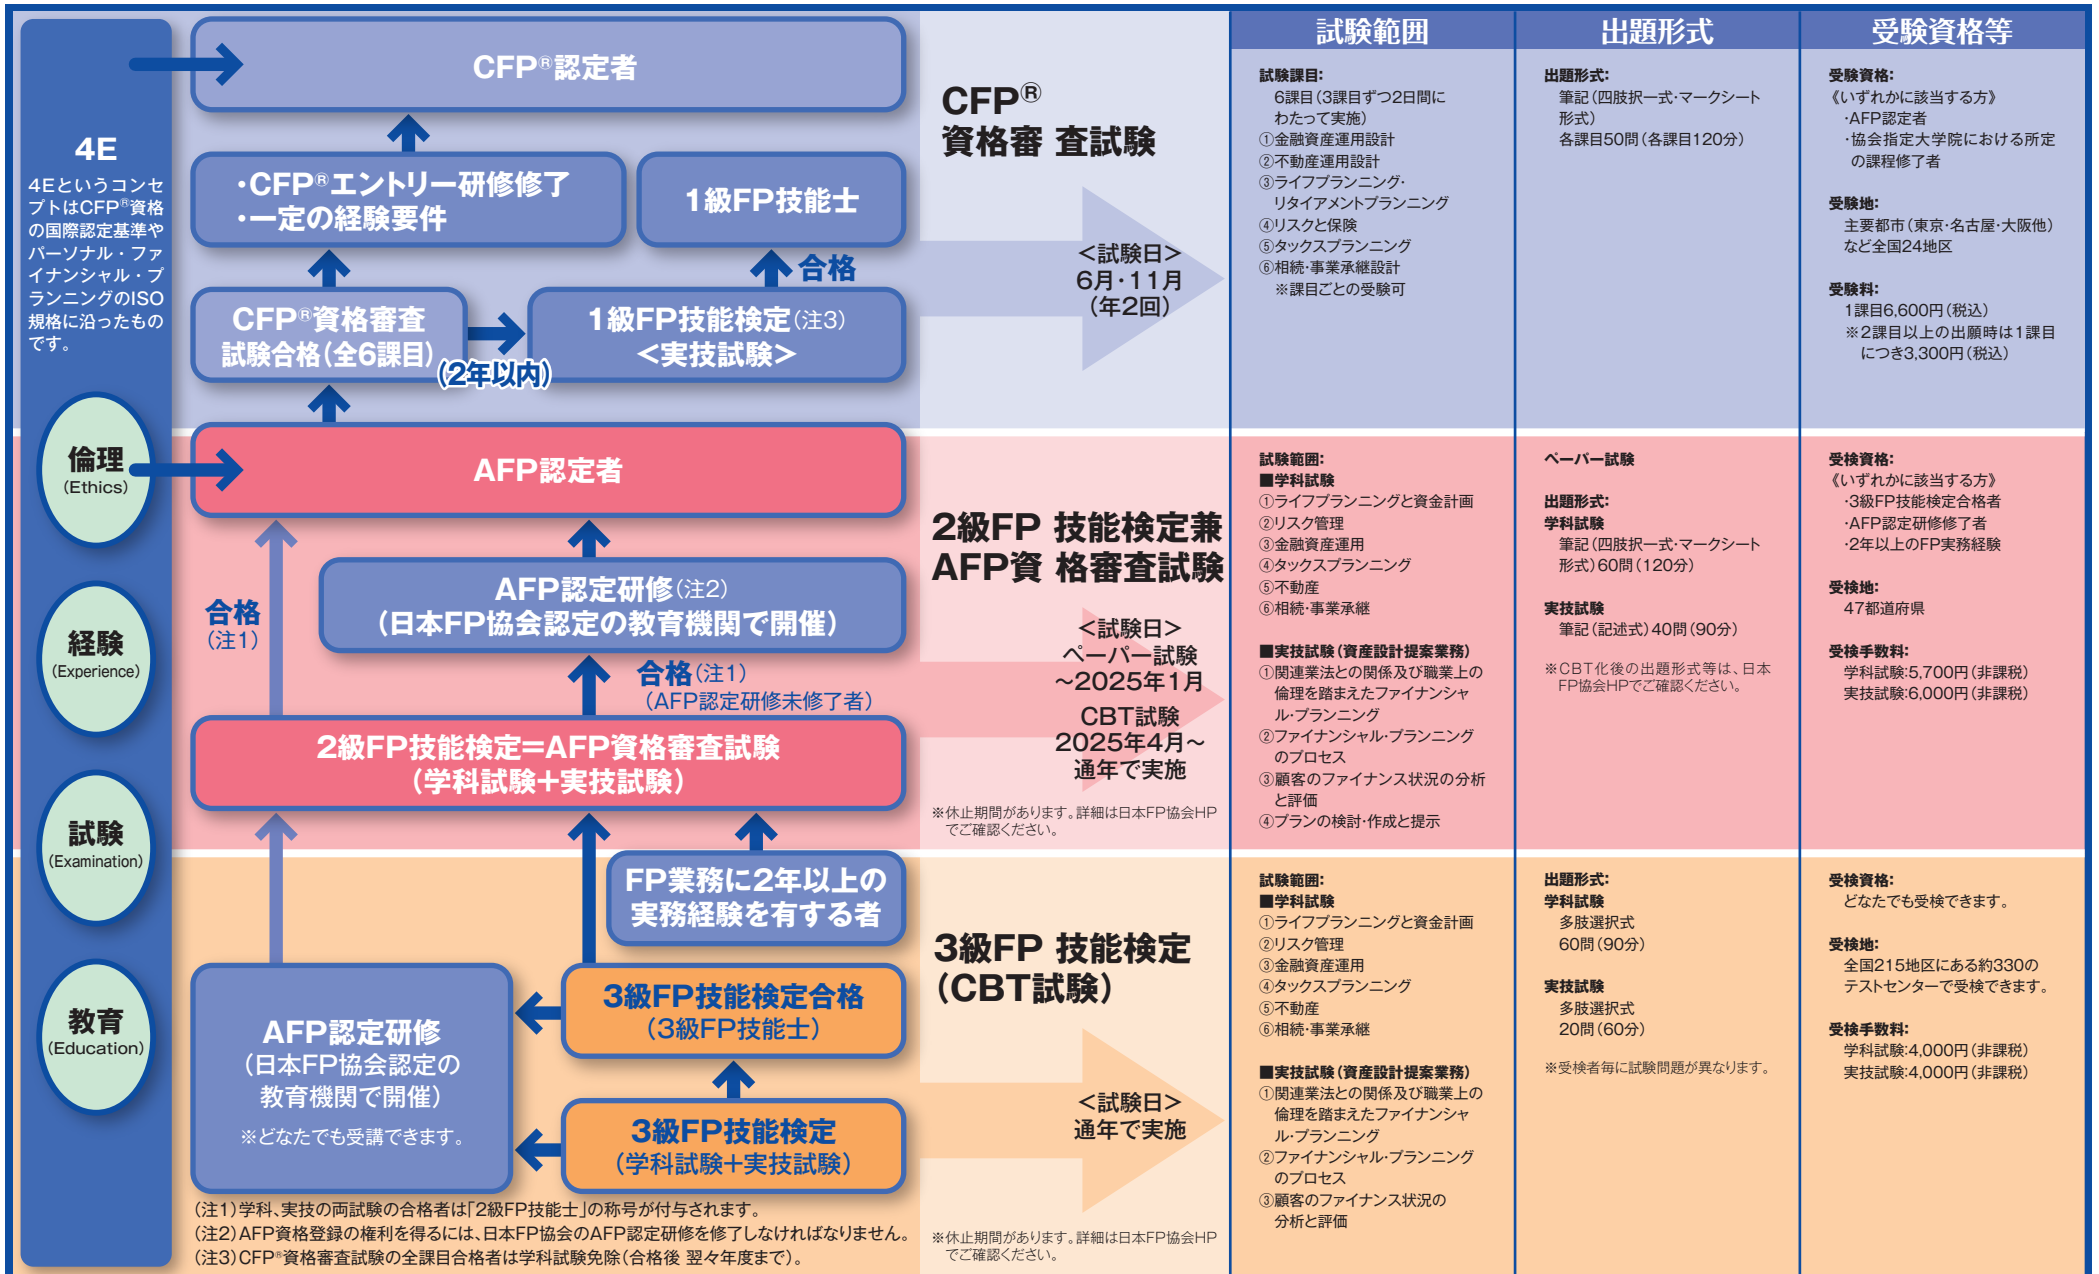 4E
4Eというコンセ
プトはCFP®資格
の国際認定基準や
パーソナル・ファ
イナンシャル・プ
ランニングのISO
規格に沿ったもの
です。
倫理
(Ethics)
経験
(Experience)
試験
(Examination)
教育
(Education)
CFP®認定者
・CFP®エントリー研修修了
・一定の経験要件
1級FP技能士
合格
CFP®資格審査
試験合格(全6課目)
(2年以内)
1級FP技能検定(注3)
＜実技試験＞
AFP認定者
合格
(注1)
AFP認定研修(注2)
(日本FP協会認定の教育機関で開催)
合格(注1)
(AFP認定研修未修了者)
2級FP技能検定=AFP資格審査試験
(学科試験+実技試験)
FP業務に2年以上の
実務経験を有する者
AFP認定研修
(日本FP協会認定の
教育機関で開催)
※どなたでも受講できます。
3級FP技能検定合格
(3級FP技能士)
3級FP技能検定
(学科試験+実技試験)
(注1)学科、実技の両試験の合格者は「2級FP技能士」の称号が付与されます。
(注2)AFP資格登録の権利を得るには、日本FP協会のAFP認定研修を修了しなければなりません。
(注3)CFP®資格審査試験の全課目合格者は学科試験免除(合格後 翌々年度まで)。
CFP®
資格審 査試験
＜試験日＞
6月・11月
(年2回)
試験範囲
試験課目:
6課目(3課目ずつ2日間に
わたって実施)
①金融資産運用設計
②不動産運用設計
③ライフプランニング・
リタイアメントプランニング
④リスクと保険
⑤タックスプランニング
⑥相続・事業承継設計
※課目ごとの受験可
出題形式
出題形式:
筆記(四肢択一式・マークシート
形式)
各課目50問(各課目120分)
受験資格等
受験資格:
《いずれかに該当する方》
・AFP認定者
・協会指定大学院における所定
の課程修了者
受験地:
主要都市(東京・名古屋・大阪他)
など全国24地区
受験料:
1課目6,600円(税込)
※2課目以上の出願時は1課目
につき3,300円(税込)
2級FP 技能検定兼
AFP資 格審査試験
＜試験日＞
ペーパー試験
～2025年1月
CBT試験
2025年4月～
通年で実施
※休止期間があります。詳細は日本FP協会HP
でご確認ください。
試験範囲:
■学科試験
①ライフプランニングと資金計画
②リスク管理
③金融資産運用
④タックスプランニング
⑤不動産
⑥相続・事業承継
■実技試験(資産設計提案業務)
①関連業法との関係及び職業上の
倫理を踏まえたファイナンシャ
ル・プランニング
②ファイナンシャル・プランニング
のプロセス
③顧客のファイナンス状況の分析
と評価
④プランの検討・作成と提示
ペーパー試験
出題形式:
学科試験
筆記(四肢択一式・マークシート
形式)60問(120分)
実技試験
筆記(記述式)40問(90分)
※CBT化後の出題形式等は、日本
FP協会HPでご確認ください。
受検資格:
《いずれかに該当する方》
・3級FP技能検定合格者
・AFP認定研修修了者
・2年以上のFP実務経験
受検地:
47都道府県
受検手数料:
学科試験:5,700円(非課税)
実技試験:6,000円(非課税)
3級FP 技能検定
(CBT試験)
＜試験日＞
通年で実施
※休止期間があります。詳細は日本FP協会HP
でご確認ください。
試験範囲:
■学科試験
①ライフプランニングと資金計画
②リスク管理
③金融資産運用
④タックスプランニング
⑤不動産
⑥相続・事業承継
■実技試験(資産設計提案業務)
①関連業法との関係及び職業上の
倫理を踏まえたファイナンシャ
ル・プランニング
②ファイナンシャル・プランニング
のプロセス
③顧客のファイナンス状況の
分析と評価
出題形式:
学科試験
多肢選択式
60問(90分)
実技試験
多肢選択式
20問(60分)
※受検者毎に試験問題が異なります。
受検資格:
どなたでも受検できます。
受検地:
全国215地区にある約330の
テストセンターで受検できます。
受検手数料:
学科試験:4,000円(非課税)
実技試験:4,000円(非課税)